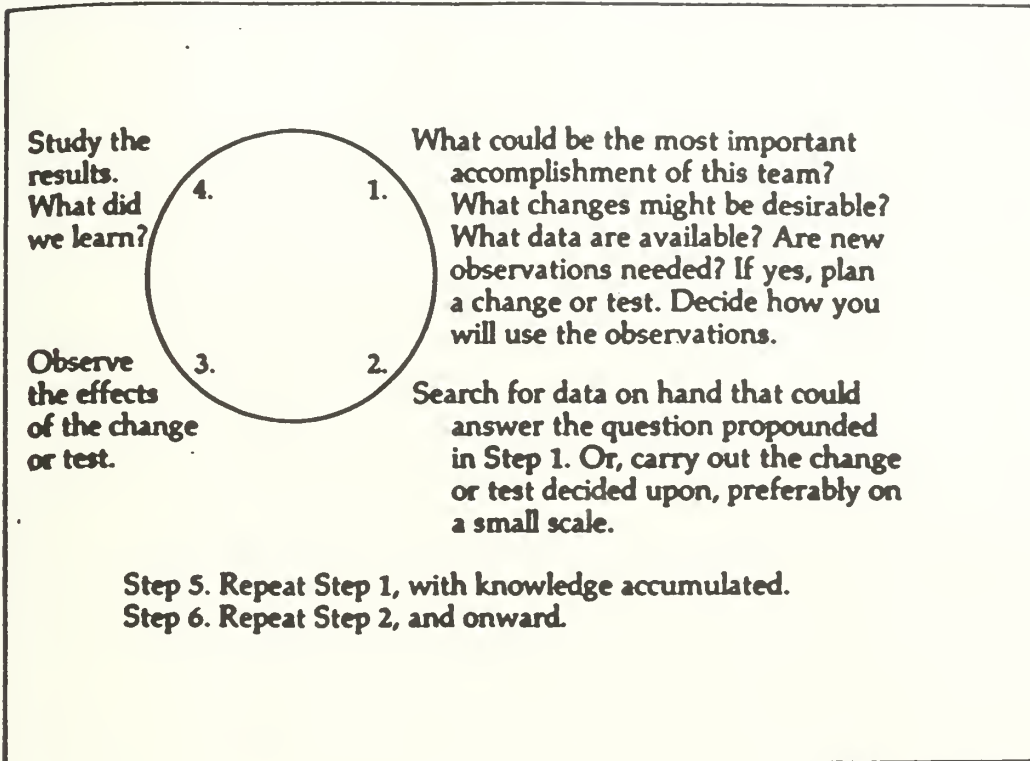 What could be the most important
accomplishment of this team?
What changes might be desirable?
What data are available? Are new
observations needed? If yes, plan
a change or test. Decide how you
will use the observations.
1.
2.
Search for data on hand that could
answer the question propounded
in Step 1. Or, carry out the change
or test decided upon, preferably on
a small scale.
3.
Observe
the effects
of the change
or test.
4.
Study the
results.
What did
we learn?
Step 5. Repeat Step 1, with knowledge accumulated.
Step 6. Repeat Step 2, and onward.